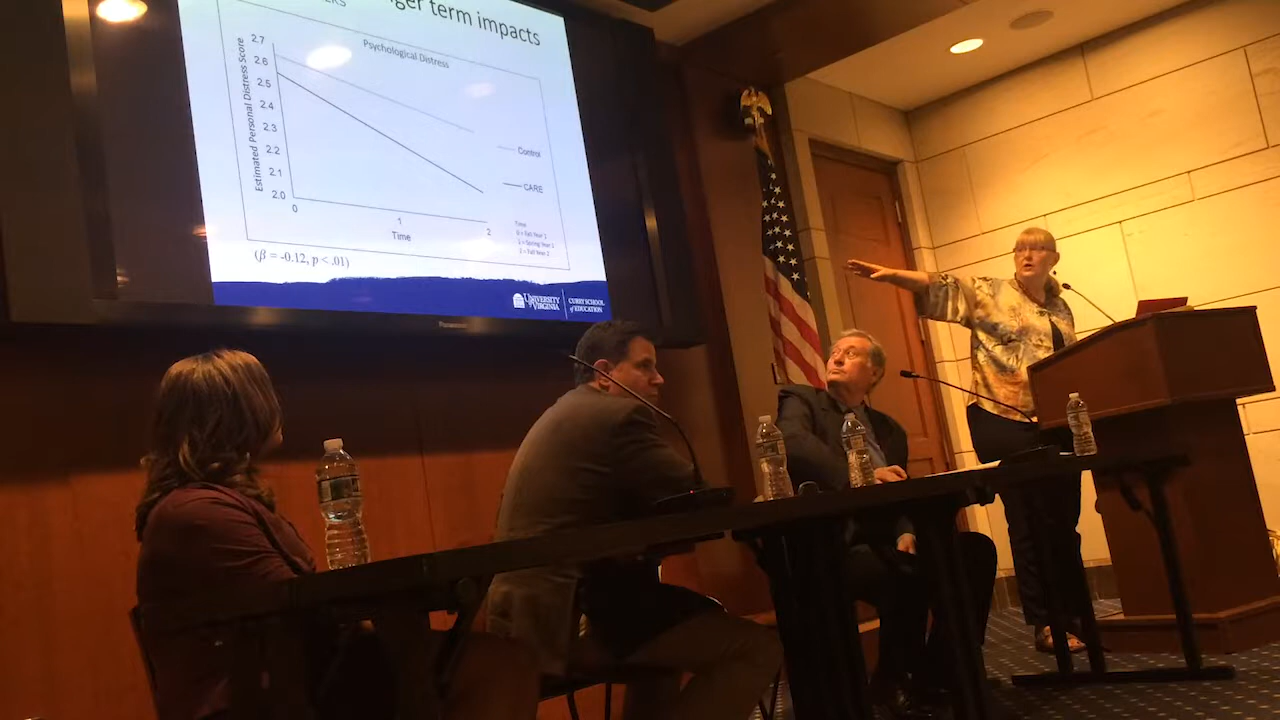 longer term impacts
Psychological Distress
Estimated Personal Distress Score
2.7
2.6
2.5
2.4
2.3
2.2
2.1
2.0
0
1
2
Time
Control
CARE
Time
0 = Fall Year 1
1 = Spring Year 1
2 = Fall Year 2
(β = -0.12, p < .01)
UNIVERSITY
of VIRGINIA
CURRY SCHOOL
of EDUCATION
Panasonic